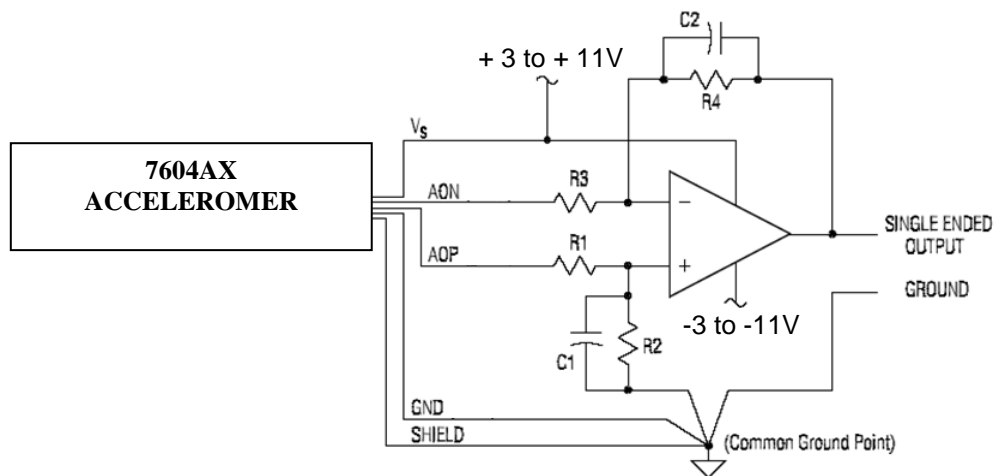 C2
+ 3 to + 11V
R4
Vs
7604AX
ACCELEROMER
R3
AON
−
SINGLE ENDED
OUTPUT
R1
AOP
+
GROUND
-3 to -11V
C1
R2
GND
SHIELD
(Common Ground Point)